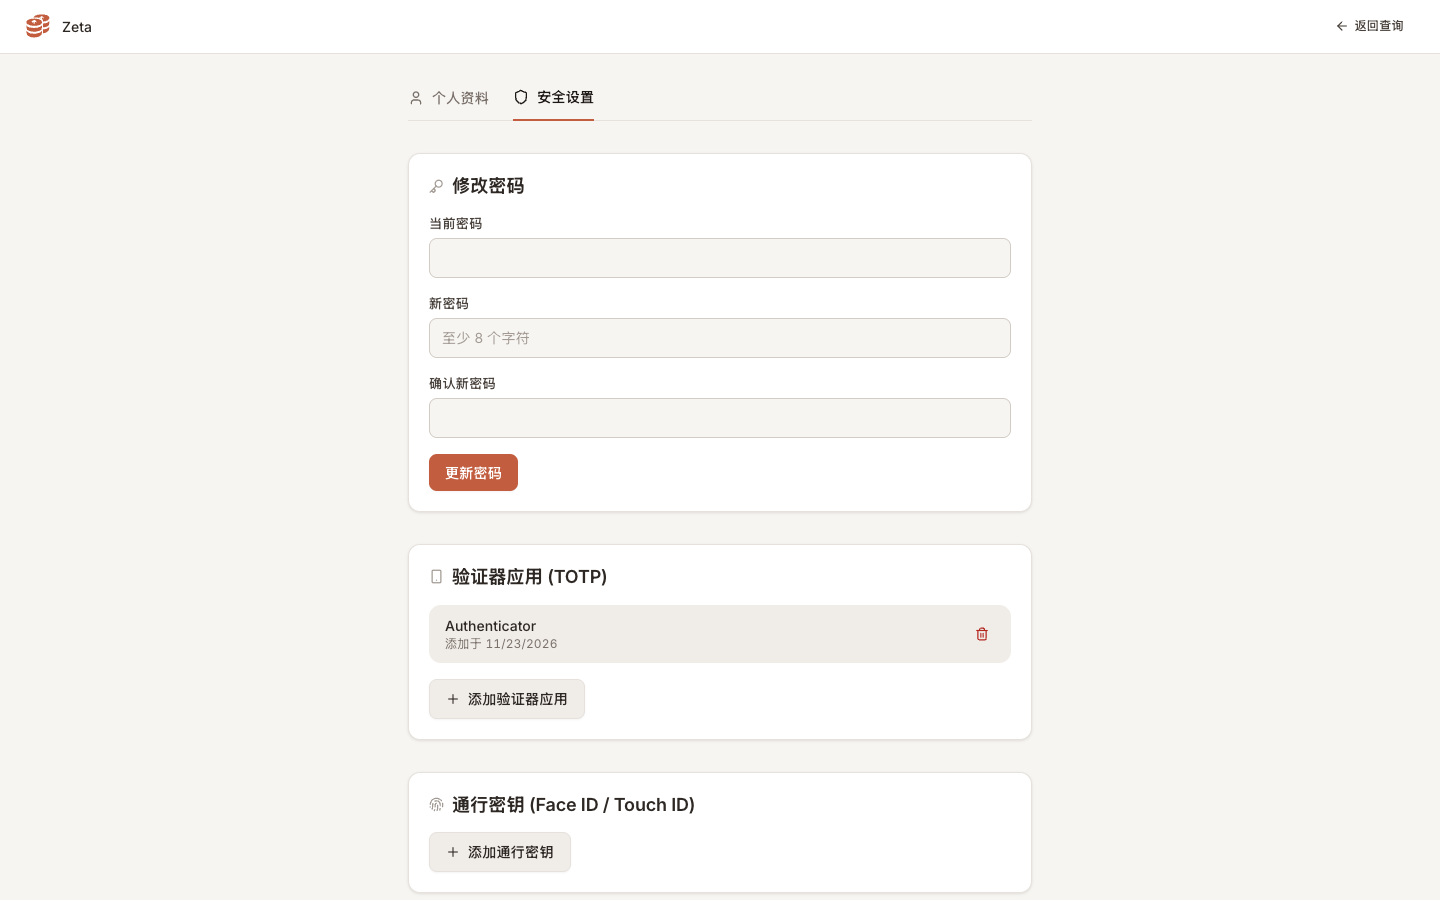 Zeta
返回查询
个人资料
安全设置
修改密码
当前密码
新密码
至少 8 个字符
确认新密码
更新密码
验证器应用 (TOTP)
Authenticator
添加于 11/23/2026
添加验证器应用
通行密钥 (Face ID / Touch ID)
添加通行密钥